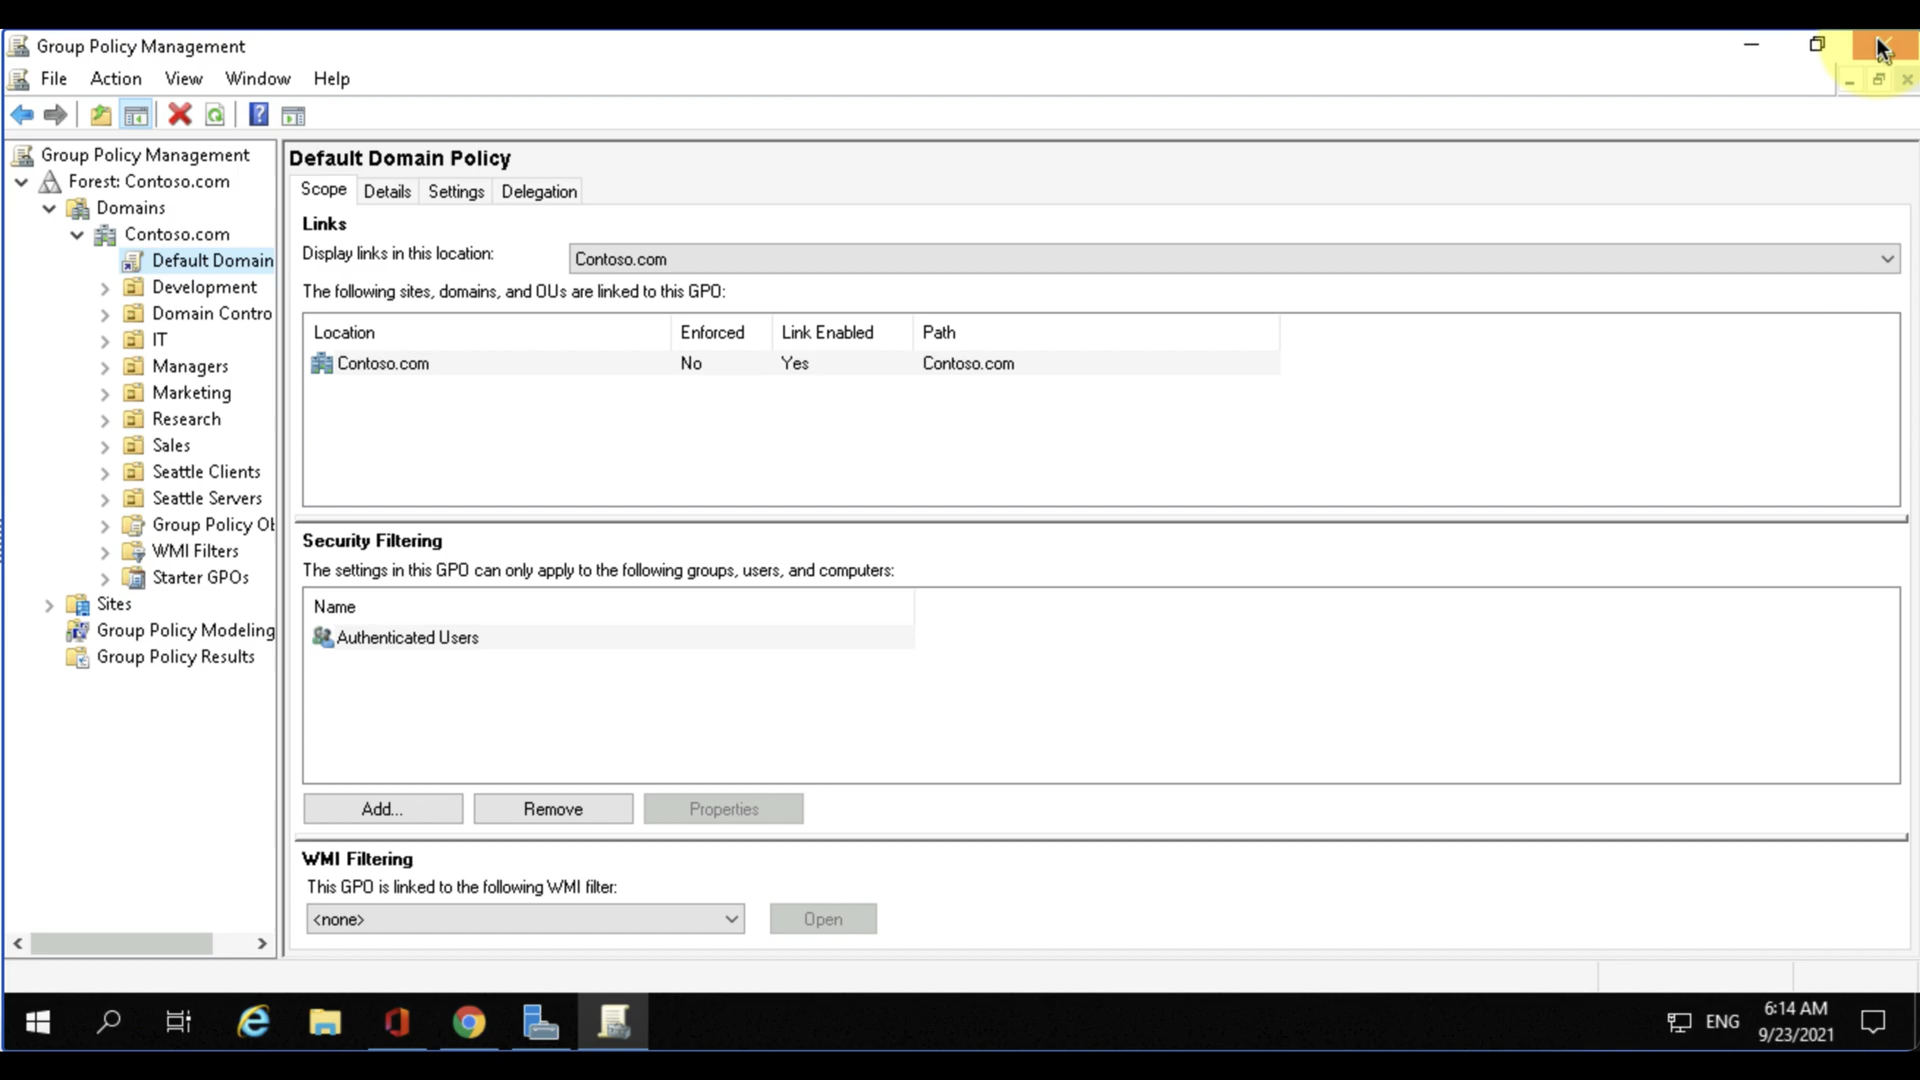 Group Policy Management
File Action View Window Help
Group Policy Management
Forest: Contoso.com
Domains
Contoso.com
Default Domain
Development
Domain Contro
IT
Managers
Marketing
Research
Sales
Seattle Clients
Seattle Servers
Group Policy Ob
WMI Filters
Starter GPOs
Sites
Group Policy Modeling
Group Policy Results
Default Domain Policy
Scope Details Settings Delegation
Links
Display links in this location: Contoso.com
The following sites, domains, and OUs are linked to this GPO:
Location Enforced Link Enabled Path
Contoso.com No Yes Contoso.com
Security Filtering
The settings in this GPO can only apply to the following groups, users, and computers:
Name
Authenticated Users
Add... Remove Properties
WMI Filtering
This GPO is linked to the following WMI filter:
<none> Open
ENG
6:14 AM
9/23/2021